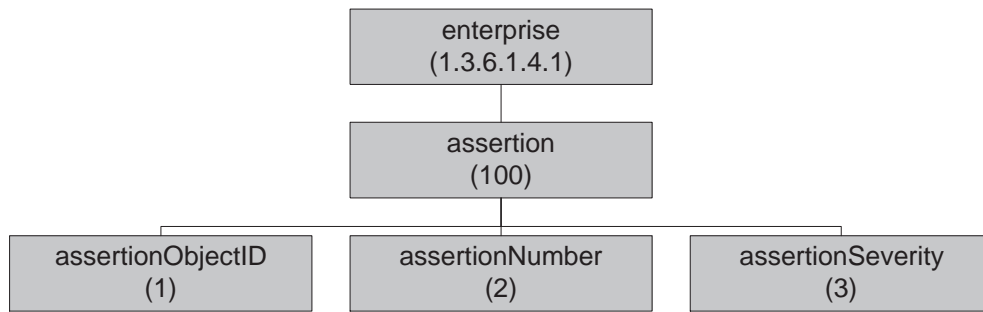 enterprise
(1.3.6.1.4.1)
assertion
(100)
assertionObjectID
(1)
assertionNumber
(2)
assertionSeverity
(3)